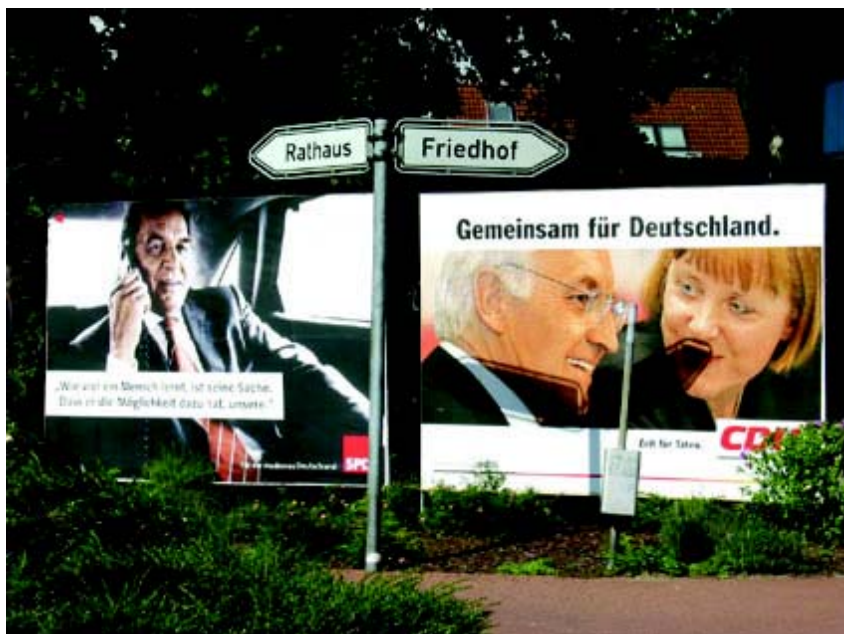 Rathaus
Friedhof
Gemeinsam für Deutschland.
„Wie weit ein Mensch lernt, ist seine Sache.
Dass er die Möglichkeit dazu hat, unsere.“
Zeit für Taten.
CDU
SPD